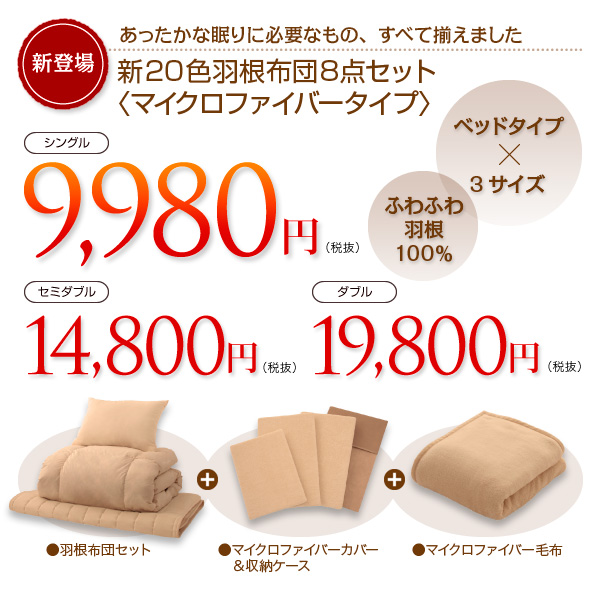 新登場
あったかな眠りに必要なもの、すべて揃えました
新20色羽根布団8点セット
〈マイクロファイバータイプ〉
ベッドタイプ
×
3サイズ
シングル
9,980円(税抜)
ふわふわ
羽根
100%
セミダブル
14,800円(税抜)
ダブル
19,800円(税抜)
+
+
●羽根布団セット
●マイクロファイバーカバー
&収納ケース
●マイクロファイバー毛布